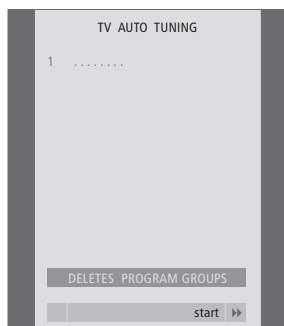 TV AUTO TUNING
1 ........
DELETES PROGRAM GROUPS
start